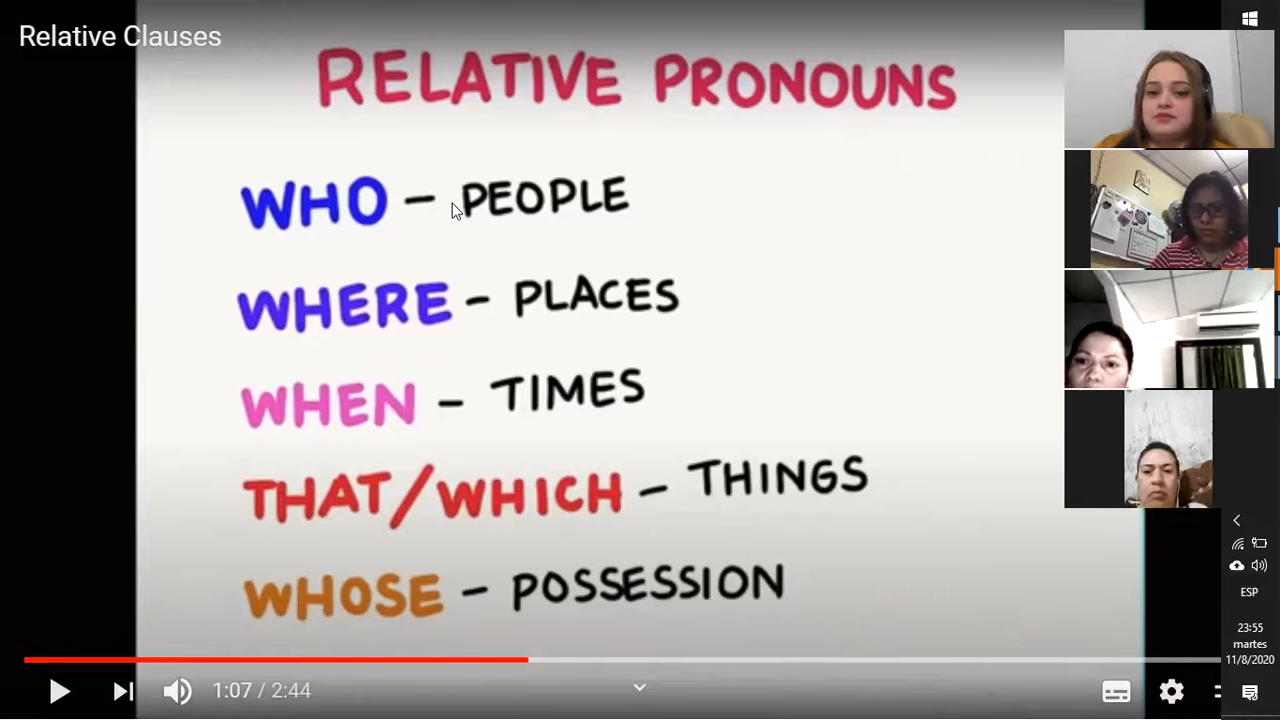 Relative Clauses
RELATIVE PRONOUNS
WHO – PEOPLE
WHERE – PLACES
WHEN – TIMES
THAT/WHICH – THINGS
WHOSE – POSSESSION
1:07 / 2:44
ESP
23:55
martes
11/8/2020